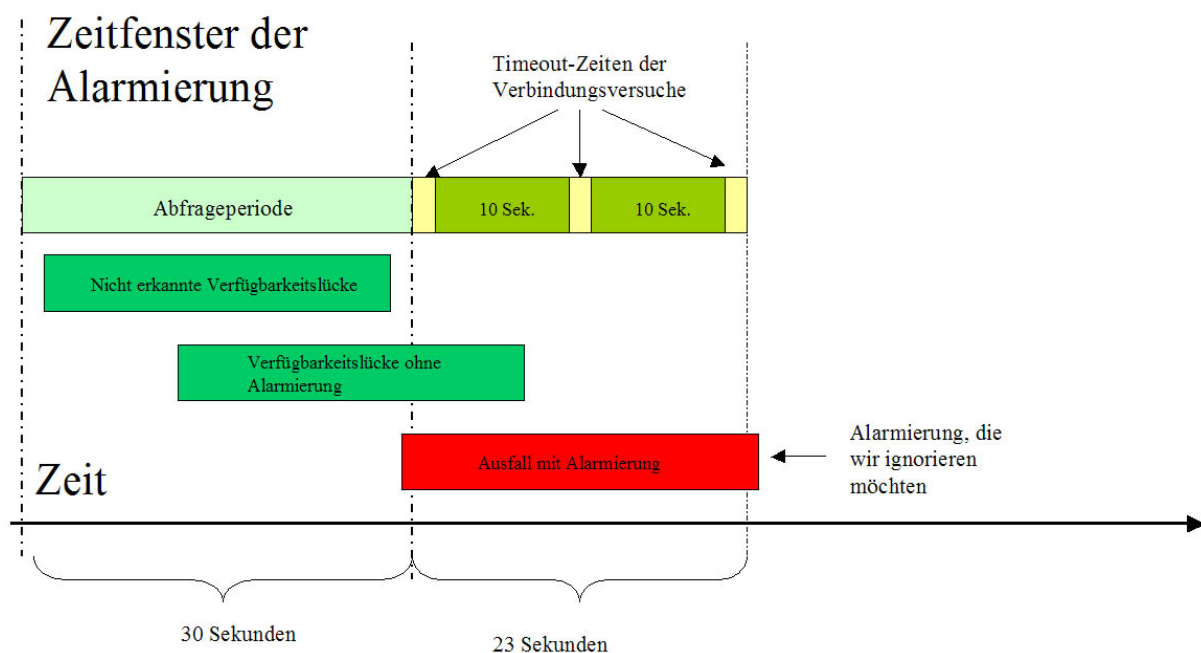 Zeitfenster der
Alarmierung
Timeout-Zeiten der
Verbindungsversuche
Abfrageperiode
10 Sek.
10 Sek.
Nicht erkannte Verfügbarkeitslücke
Verfügbarkeitslücke ohne
Alarmierung
Ausfall mit Alarmierung
Alarmierung, die
wir ignorieren
möchten
Zeit
30 Sekunden
23 Sekunden